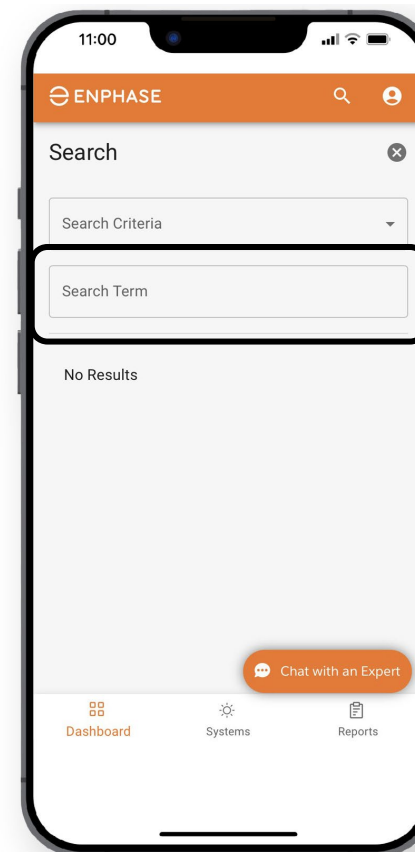 11:00
ENPHASE
Search
Search Criteria
Search Term
No Results
Chat with an Expert
Dashboard
Systems
Reports